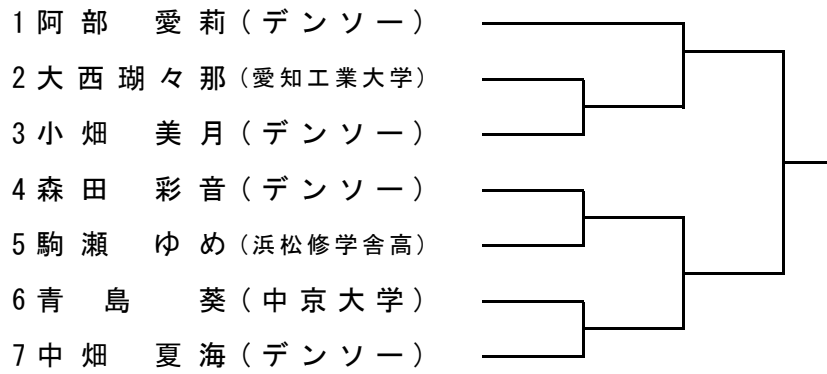 1 阿部 愛莉(デンソー)
2 大西瑚々那(愛知工業大学)
3 小畑 美月(デンソー)
4 森田 彩音(デンソー)
5 駒瀬 ゆめ(浜松修学舎高)
6 青島 葵(中京大学)
7 中畑 夏海(デンソー)